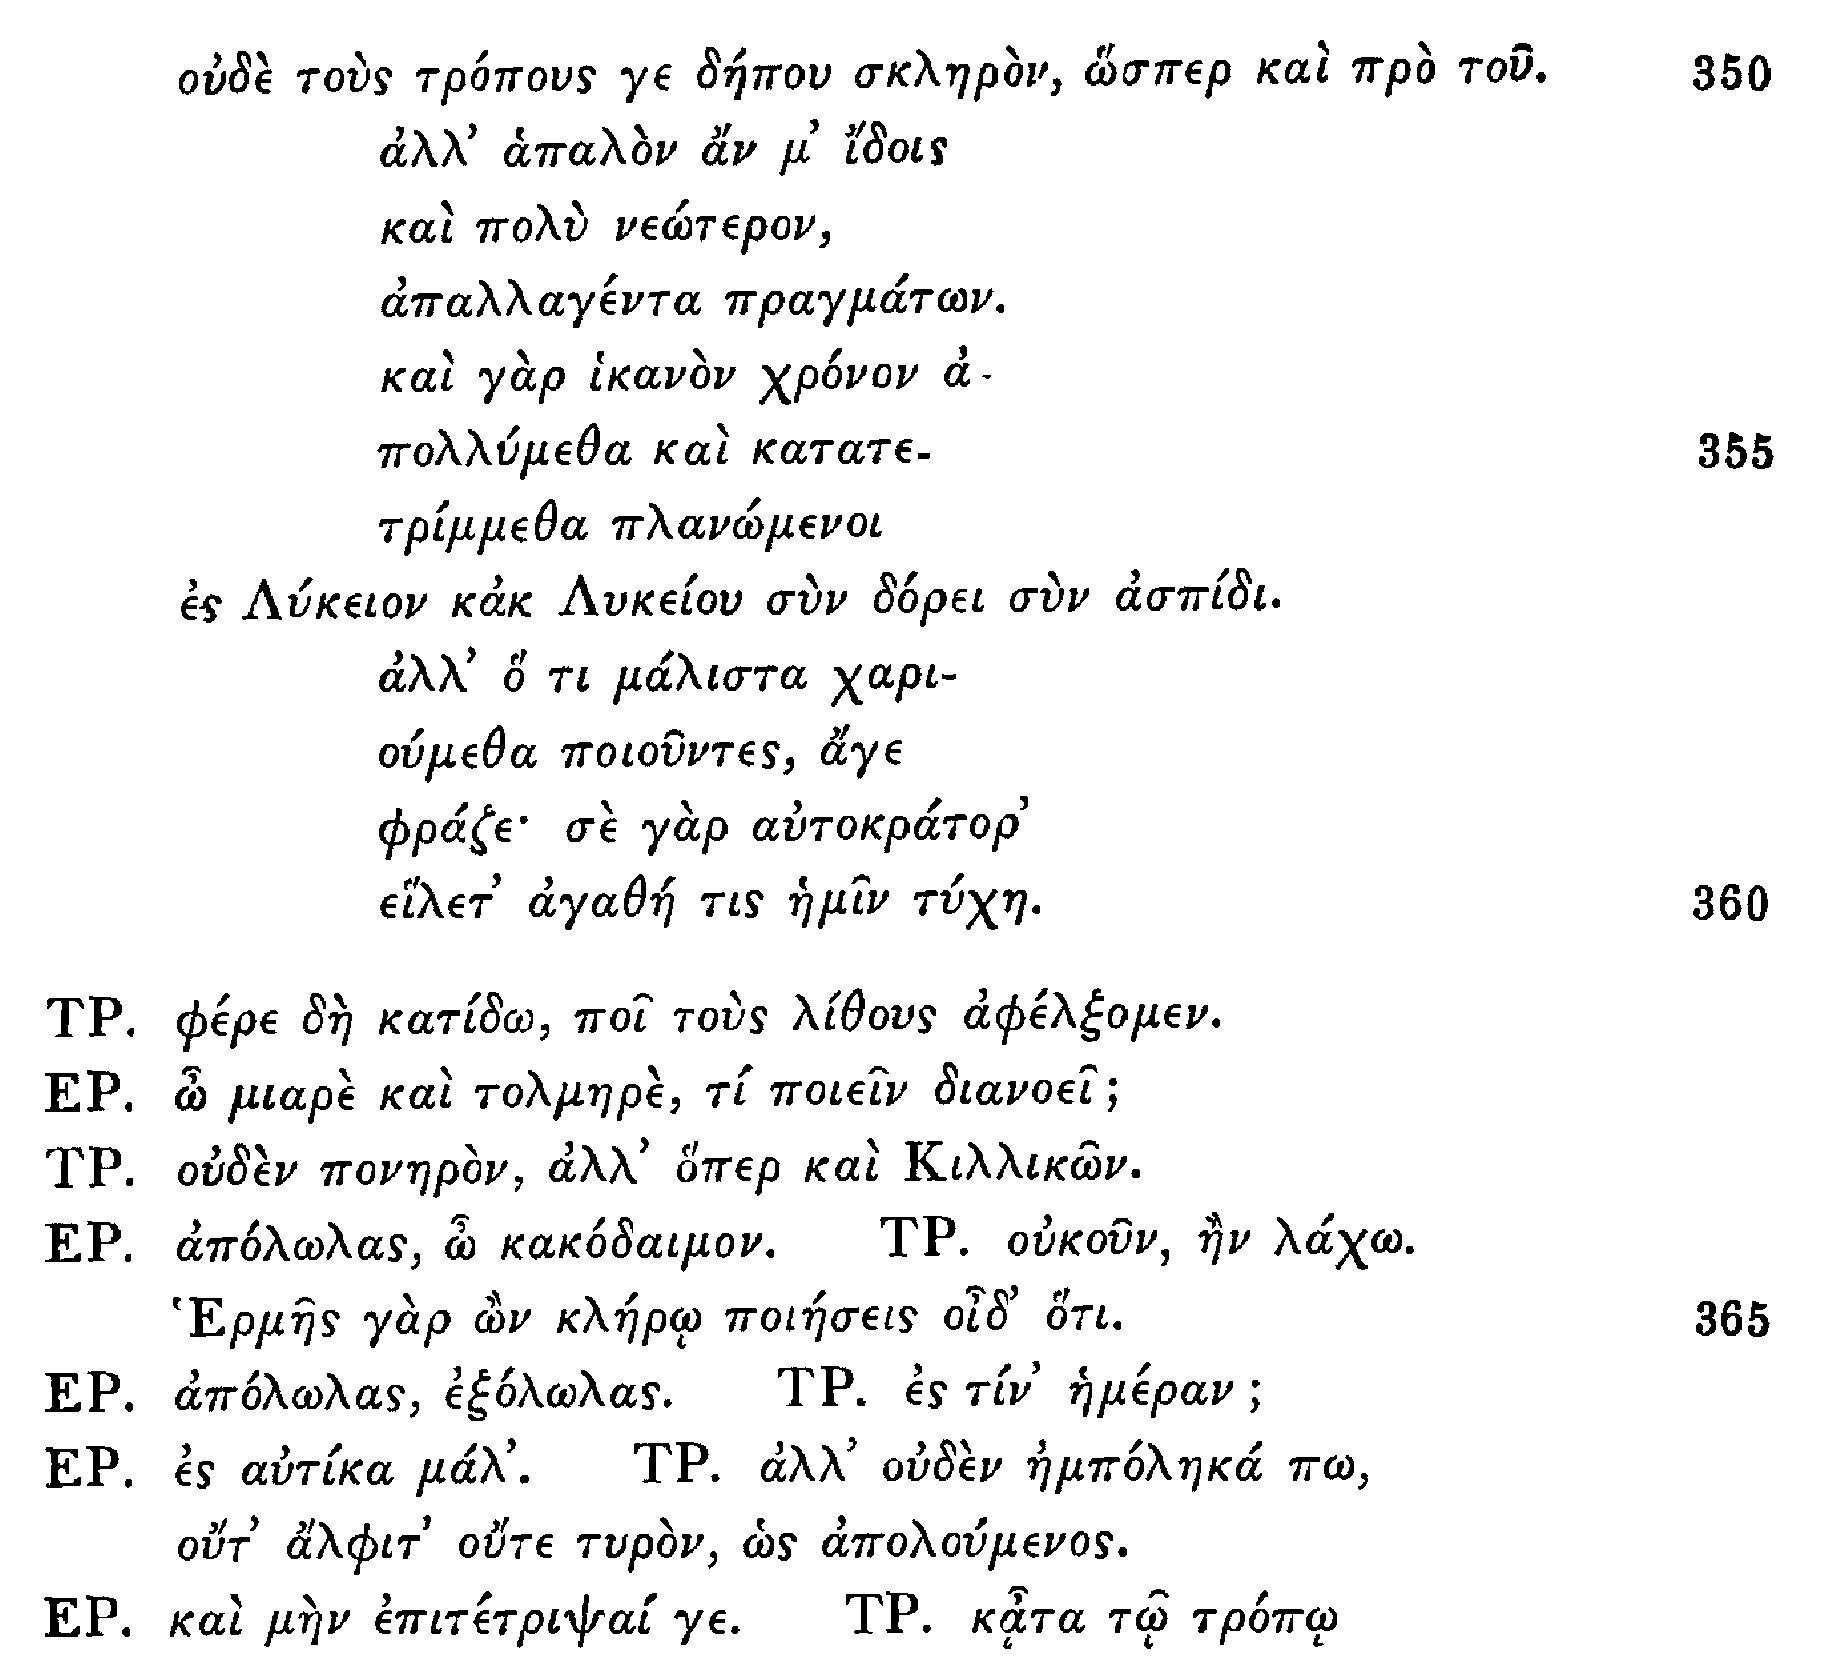 οὐδὲ τοὺς τρόπους γε δήπου σκληρὸν, ὥσπερ καὶ πρὸ τοῦ. 350
ἀλλ’ ἁπαλὸν ἄν μ’ ἴδοις
καὶ πολὺ νεώτερον,
ἀπαλλαγέντα πραγμάτων.
καὶ γὰρ ἱκανὸν χρόνον ἀ-
πολλύμεθα καὶ κατατε- 355
τρίμμεθα πλανώμενοι
ἐς Λύκειον κἀκ Λυκείου σὺν δόρει σὺν ἀσπίδι.
ἀλλ’ ὅ τι μάλιστα χαρι-
ούμεθα ποιοῦντες, ἄγε
φράζε· σὲ γὰρ αὐτοκράτορ’
εἵλετ’ ἀγαθή τις ἡμῖν τύχη. 360
ΤΡ. φέρε δὴ κατίδω, ποῖ τοὺς λίθους ἀφέλξομεν.
ΕΡ. ὦ μιαρὲ καὶ τολμηρὲ, τί ποιεῖν διανοεῖ;
ΤΡ. οὐδὲν πονηρὸν, ἀλλ’ ὅπερ καὶ Κιλλικῶν.
ΕΡ. ἀπόλωλας, ὦ κακόδαιμον. ΤΡ. οὐκοῦν, ἢν λάχω.
Ἑρμῆς γὰρ ὢν κλήρῳ ποιήσεις οἶδ’ ὅτι. 365
ΕΡ. ἀπόλωλας, ἐξόλωλας. ΤΡ. ἐς τίν’ ἡμέραν;
ΕΡ. ἐς αὐτίκα μάλ’. ΤΡ. ἀλλ’ οὐδὲν ἠμπόληκά πω,
οὔτ’ ἄλφιτ’ οὔτε τυρὸν, ὡς ἀπολούμενος.
ΕΡ. καὶ μὴν ἐπιτέτριψαί γε. ΤΡ. κᾆτα τῷ τρόπῳ